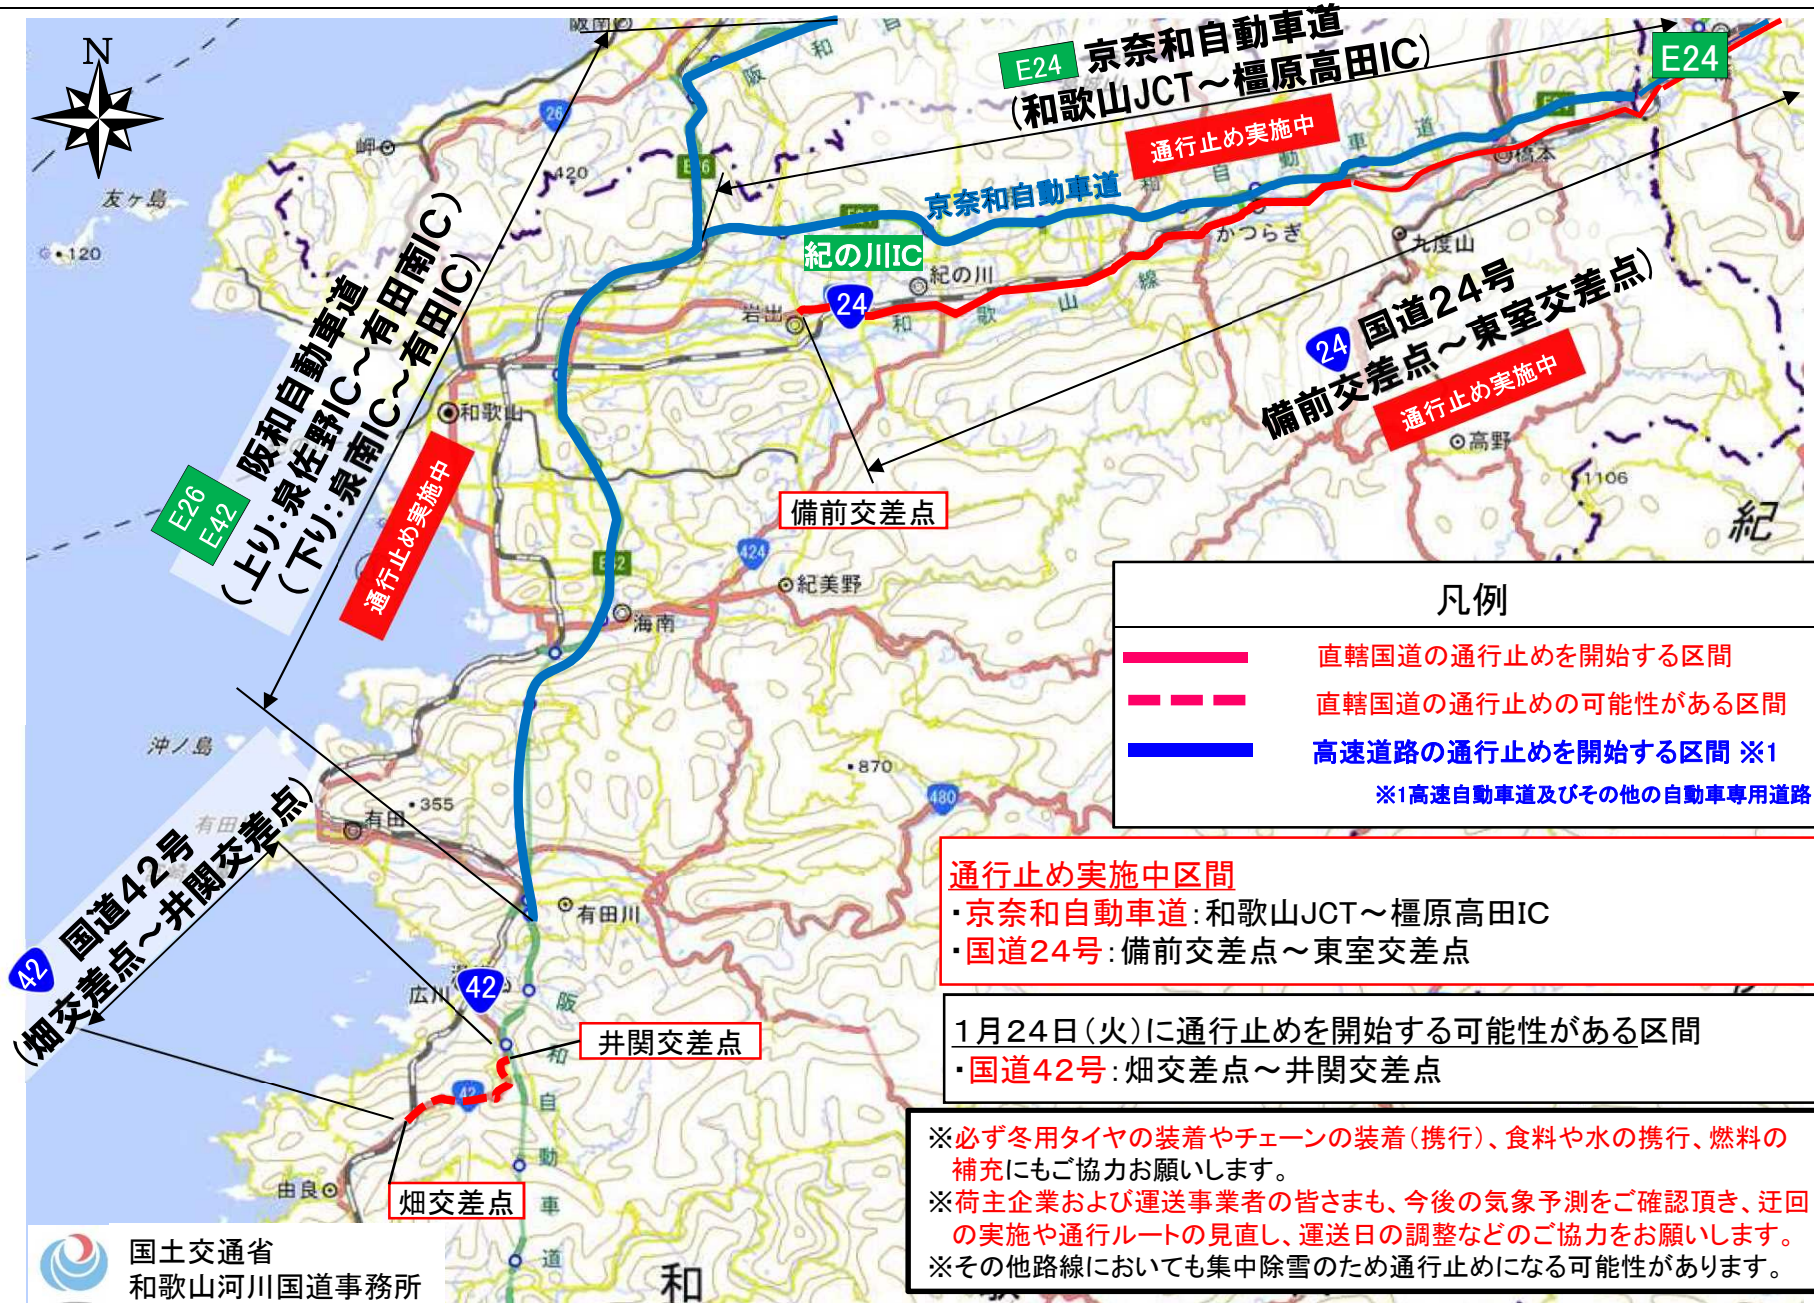 N
阪南
阪和
26
岬
420
友ケ島
120
E24 京奈和自動車道
(和歌山JCT～橿原高田IC)
通行止め実施中
E24
E26
京奈和自動車道
自動車道
橋本
紀の川IC
紀の川
かつらぎ
九度山
岩出
24
和歌山線
24 国道24号
備前交差点～東室交差点)
通行止め実施中
高野
1106
紀
E26
E42
阪和自動車道
(上り:泉佐野IC～有田南IC)
(下り:泉南IC～有田IC)
通行止め実施中
和歌山
備前交差点
424
紀美野
E42
海南
沖ノ島
870
480
355
有田
有田川
42 国道42号
(畑交差点～井関交差点)
広川
42
井関交差点
42
阪和自動車道
由良
畑交差点
和
凡例
直轄国道の通行止めを開始する区間
直轄国道の通行止めの可能性がある区間
高速道路の通行止めを開始する区間 ※1
※1高速自動車道及びその他の自動車専用道路
通行止め実施中区間
・京奈和自動車道:和歌山JCT～橿原高田IC
・国道24号:備前交差点～東室交差点
1月24日(火)に通行止めを開始する可能性がある区間
・国道42号:畑交差点～井関交差点
※必ず冬用タイヤの装着やチェーンの装着(携行)、食料や水の携行、燃料の
補充にもご協力お願いします。
※荷主企業および運送事業者の皆さまも、今後の気象予測をご確認頂き、迂回
の実施や通行ルートの見直し、運送日の調整などのご協力をお願いします。
※その他路線においても集中除雪のため通行止めになる可能性があります。
国土交通省
和歌山河川国道事務所